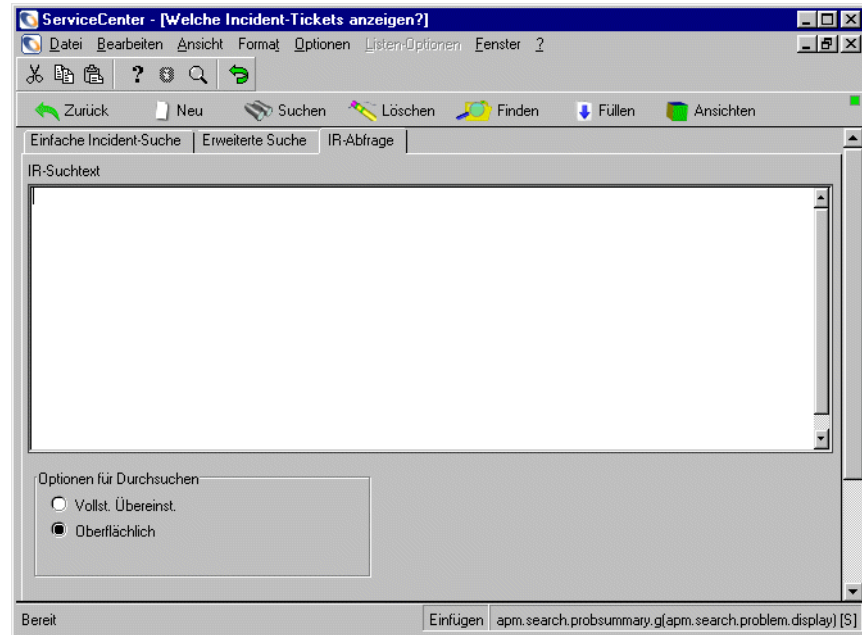 ServiceCenter - [Welche Incident-Tickets anzeigen?]
Datei Bearbeiten Ansicht Format Optionen Listen-Optionen Fenster ?
?
Zurück Neu Suchen Löschen Finden Füllen Ansichten
Einfache Incident-Suche Erweiterte Suche IR-Abfrage
IR-Suchtext
Optionen für Durchsuchen
Vollst. Übereinst.
Oberflächlich
Bereit Einfügen apm.search.probsummary.g(apm.search.problem.display) [S]